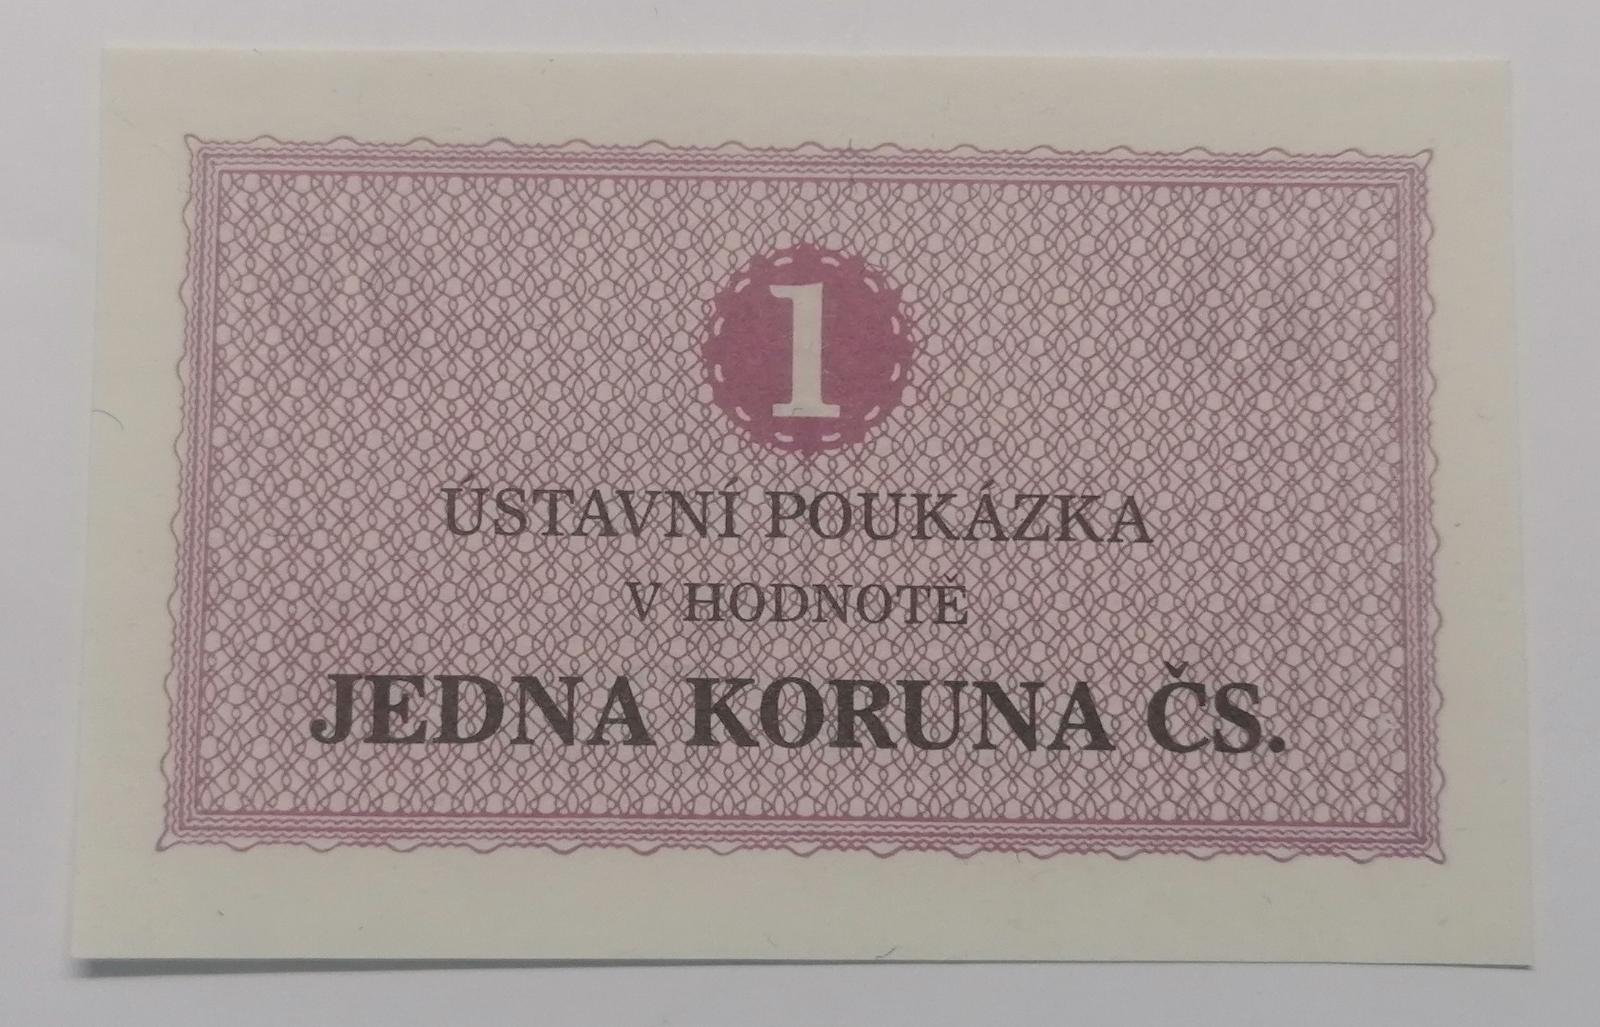 1
ÚSTAVNÍ POUKÁZKA
V HODNOTĚ
JEDNA KORUNA ČS.